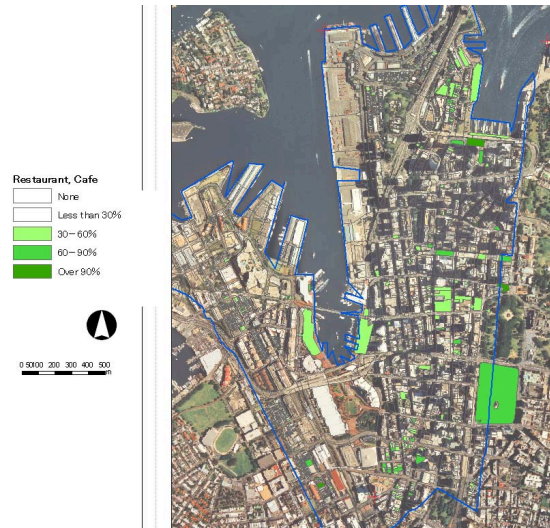 Restaurant, Cafe
None
Less than 30%
30－60%
60－90%
Over 90%
0 50100 200 300 400 500
m